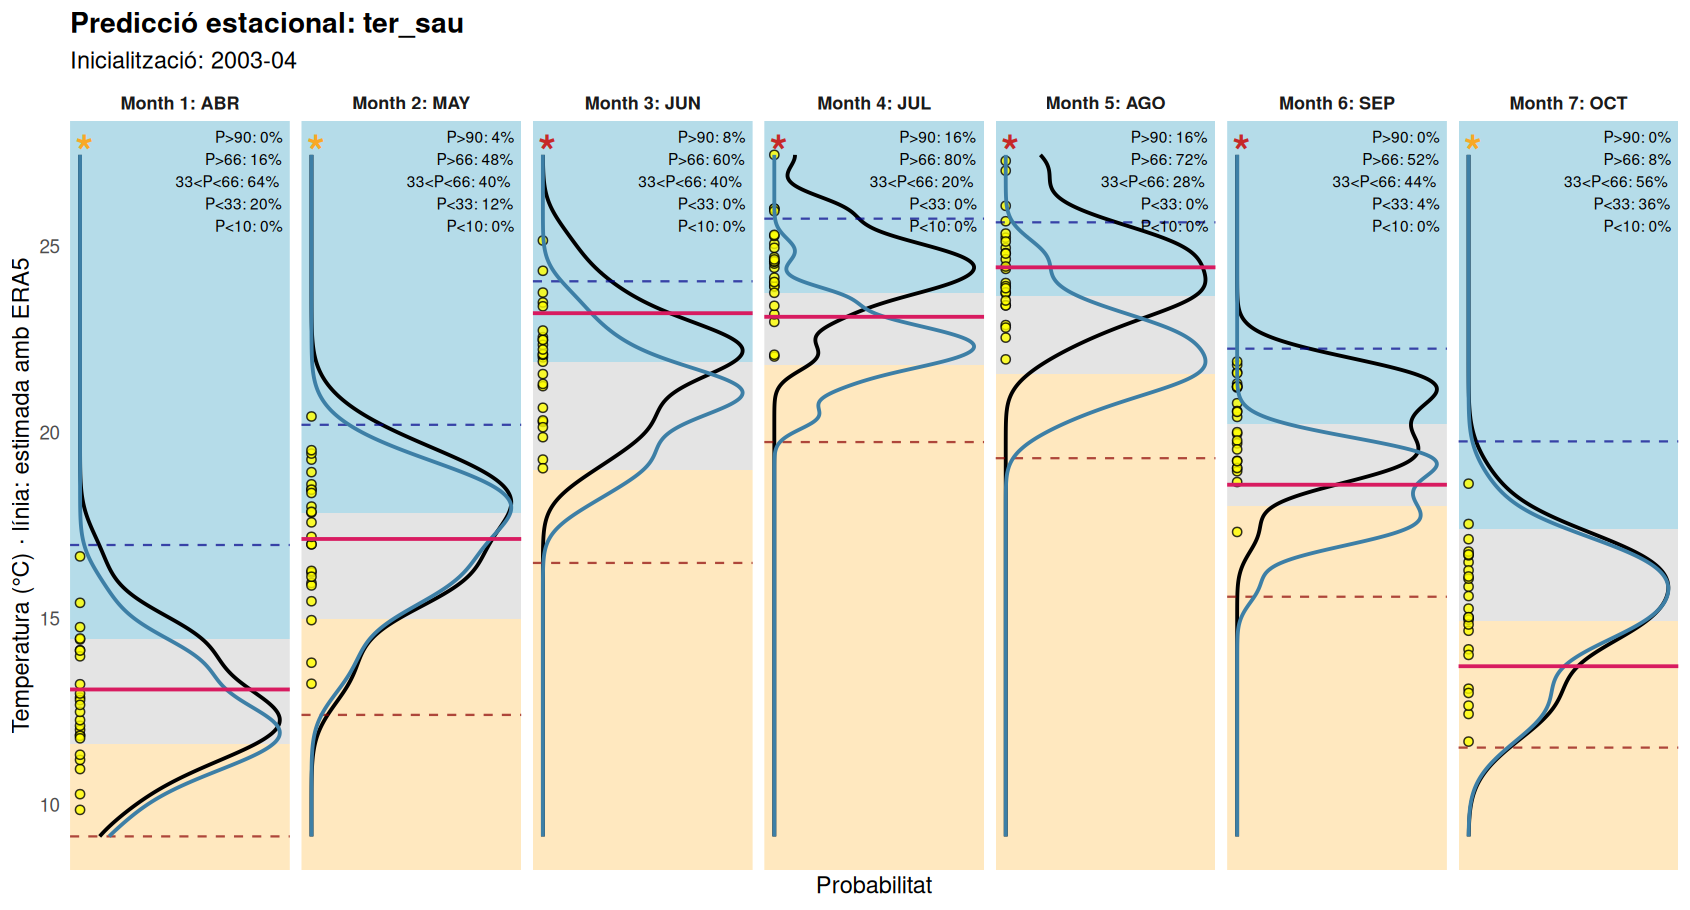 Predicció estacional: ter_sau
Inicialització: 2003-04
Month 1: ABR
Month 2: MAY
Month 3: JUN
Month 4: JUL
Month 5: AGO
Month 6: SEP
Month 7: OCT
P>90: 0%
P>66: 16%
33<P<66: 64%
P<33: 20%
P<10: 0%
P>90: 4%
P>66: 48%
33<P<66: 40%
P<33: 12%
P<10: 0%
P>90: 8%
P>66: 60%
33<P<66: 40%
P<33: 0%
P<10: 0%
P>90: 16%
P>66: 80%
33<P<66: 20%
P<33: 0%
P<10: 0%
P>90: 16%
P>66: 72%
33<P<66: 28%
P<33: 0%
P<10: 0%
P>90: 0%
P>66: 52%
33<P<66: 44%
P<33: 4%
P<10: 0%
P>90: 0%
P>66: 8%
33<P<66: 56%
P<33: 36%
P<10: 0%
25
20
15
10
Temperatura (°C) · línia: estimada amb ERA5
Probabilitat